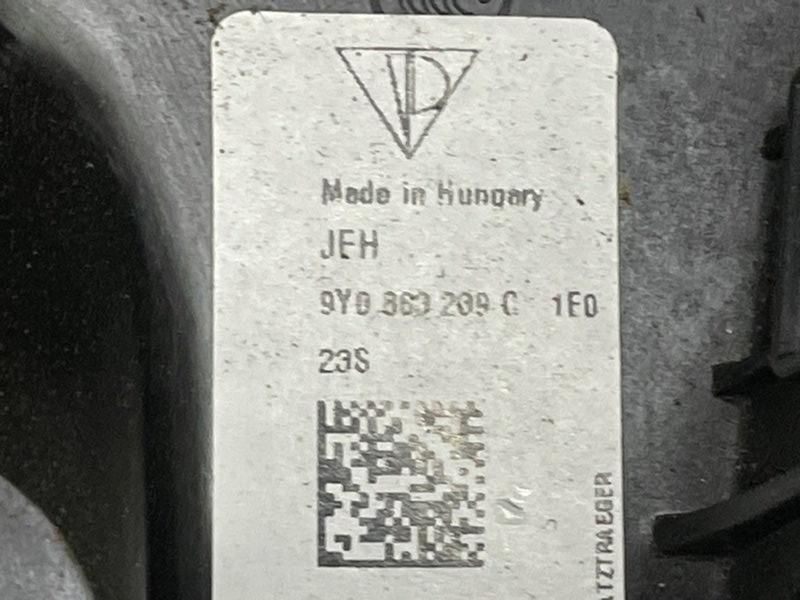 Made in Hungary
JEH
9Y0 863 209 C 1E0
23S
ATZTRAEGER